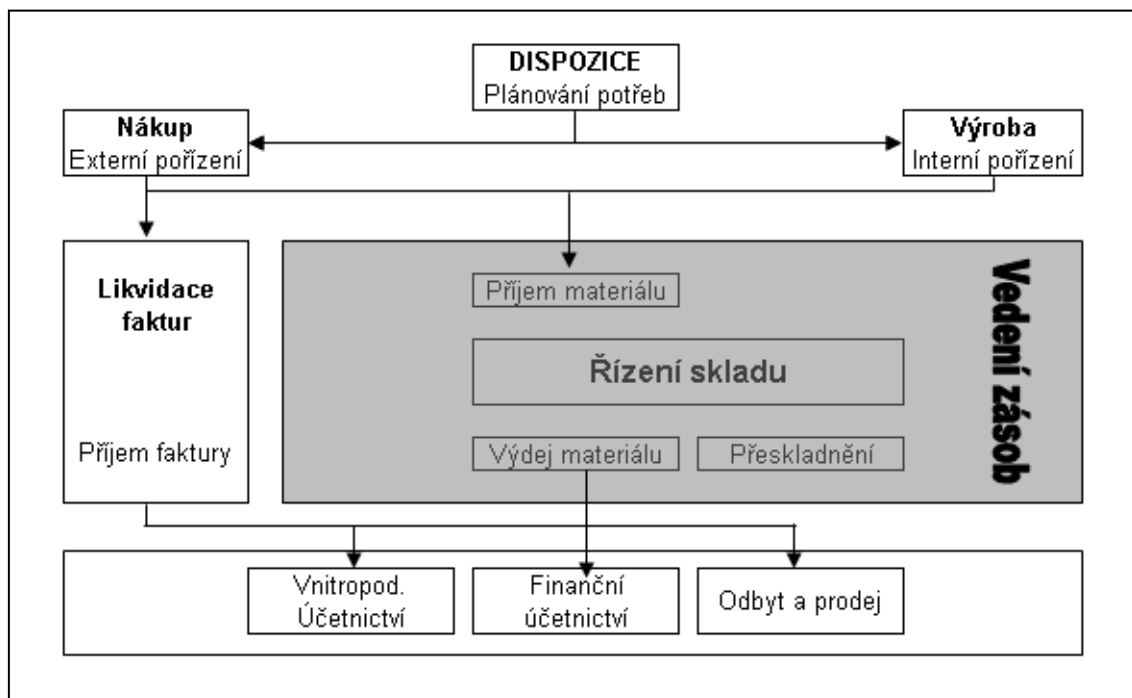 DISPOZICE
Plánování potřeb
Nákup
Externí pořízení
Výroba
Interní pořízení
Likvidace
faktur
Příjem faktury
Příjem materiálu
Řízení skladu
Výdej materiálu
Přeskladnění
Vedení zásob
Vnitropod.
Účetnictví
Finanční
účetnictví
Odbyt a prodej